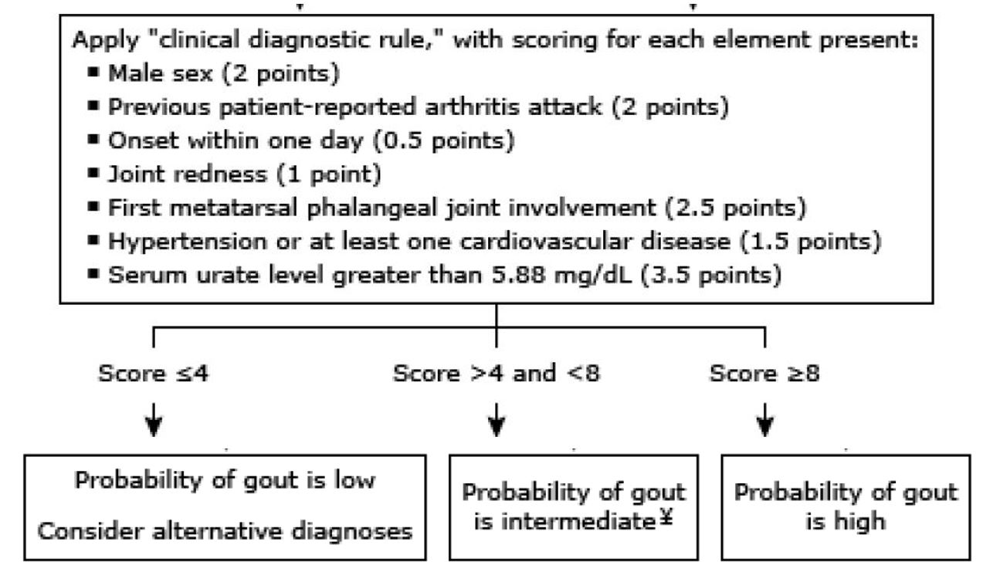 Apply "clinical diagnostic rule," with scoring for each element present:
▪ Male sex (2 points)
▪ Previous patient-reported arthritis attack (2 points)
▪ Onset within one day (0.5 points)
▪ Joint redness (1 point)
▪ First metatarsal phalangeal joint involvement (2.5 points)
▪ Hypertension or at least one cardiovascular disease (1.5 points)
▪ Serum urate level greater than 5.88 mg/dL (3.5 points)
Score ≤4
Score >4 and <8
Score ≥8
Probability of gout is low
Consider alternative diagnoses
Probability of gout
is intermediate¥
Probability of gout
is high